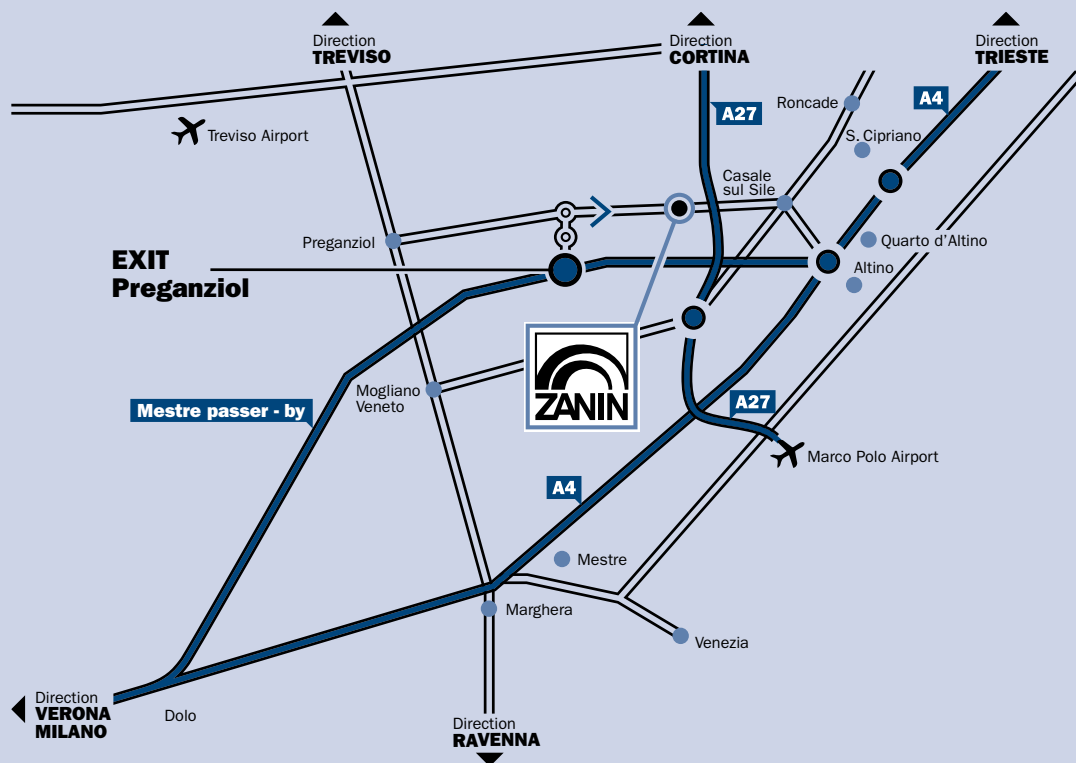 Direction
TREVISO
Direction
CORTINA
Direction
TRIESTE
Treviso Airport
A27
Roncade
A4
S. Cipriano
Casale
sul Sile
Preganziol
Quarto d'Altino
EXIT
Preganziol
Altino
Mogliano
Veneto
ZANIN
Mestre passer - by
A27
Marco Polo Airport
A4
Mestre
Marghera
Venezia
Direction
VERONA
MILANO
Dolo
Direction
RAVENNA